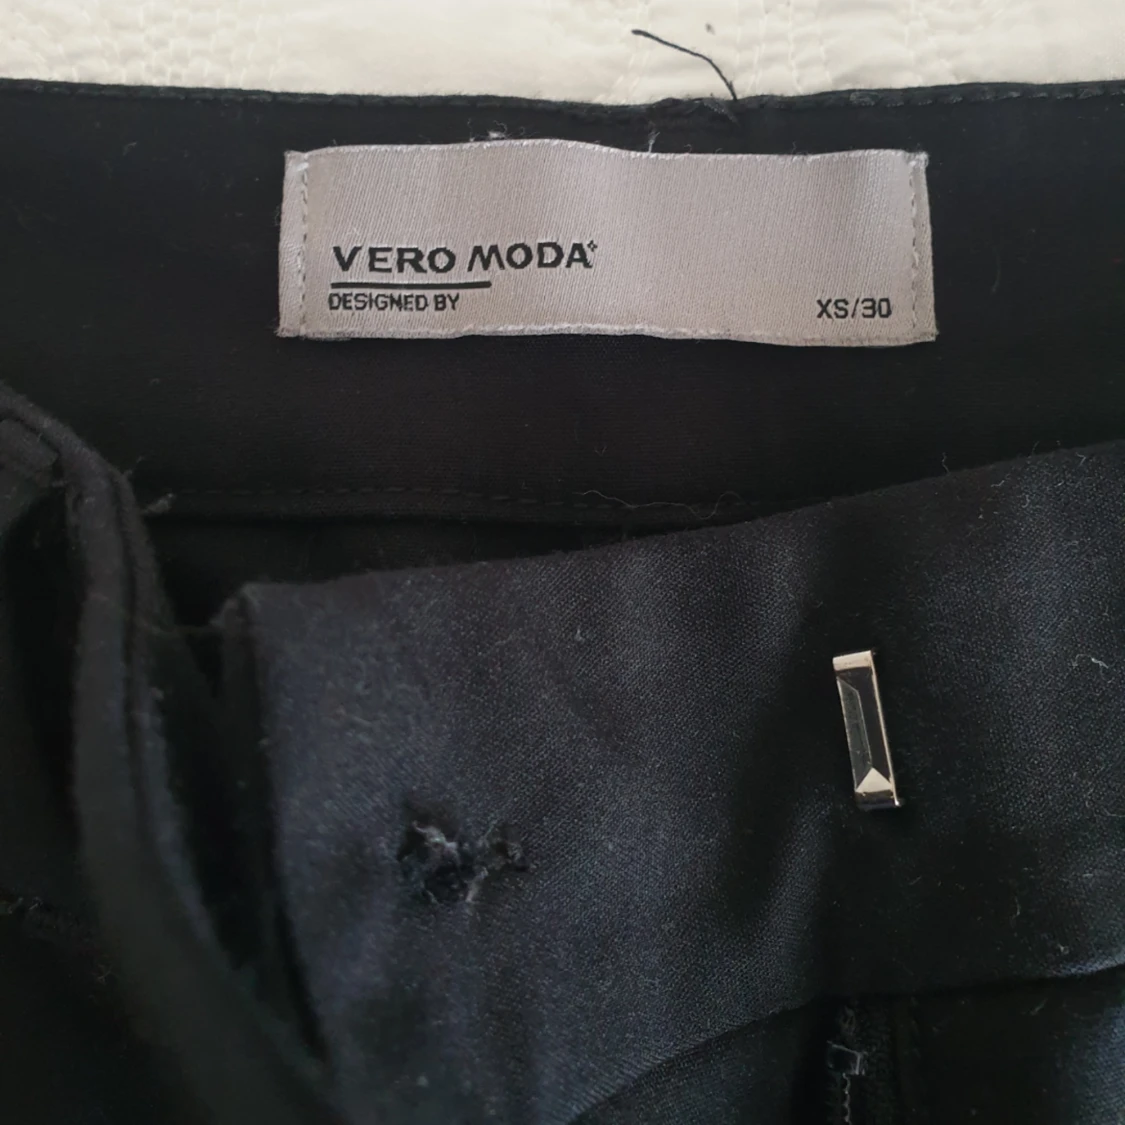 VERO MODA
DESIGNED BY
XS/30